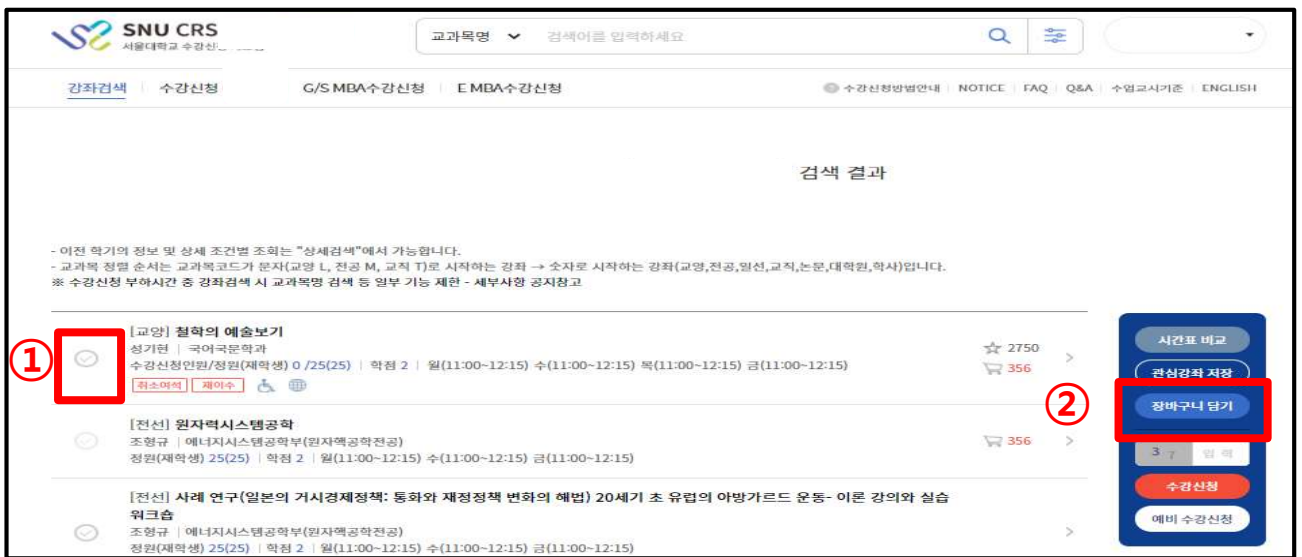 SNU CRS
서울대학교 수강신
교과목명 검색어를 입력하세요
강좌검색 수강신청 G/S MBA수강신청 E MBA수강신청 수강신청방법안내 NOTICE FAQ Q&A 수업교시기준 ENGLISH
검색 결과
- 이전 학기의 정보 및 상세 조건별 조회는 "상세검색"에서 가능합니다.
- 교과목 정렬 순서는 교과목코드가 문자(교양 L, 전공 M, 교직 T)로 시작하는 강좌 → 숫자로 시작하는 강좌(교양,전공,일선,교직,논문,대학원,학사)입니다.
※ 수강신청 부하시간 중 강좌검색 시 교과목명 검색 등 일부 기능 제한 - 세부사항 공지참고
①
[교양] 철학의 예술보기
성기현 | 국어국문학과
수강신청인원/정원(재학생) 0 /25(25) | 학점 2 | 월(11:00~12:15) 수(11:00~12:15) 목(11:00~12:15) 금(11:00~12:15)
취소여석 재이수
2750
356
[전선] 원자력시스템공학
조형규 | 에너지시스템공학부(원자핵공학전공)
정원(재학생) 25(25) | 학점 2 | 월(11:00~12:15) 수(11:00~12:15) 금(11:00~12:15)
356
[전선] 사례 연구(일본의 거시경제정책: 통화와 재정정책 변화의 해법) 20세기 초 유럽의 아방가르드 운동- 이론 강의와 실습
워크숍
조형규 | 에너지시스템공학부(원자핵공학전공)
정원(재학생) 25(25) | 학점 2 | 월(11:00~12:15) 수(11:00~12:15) 금(11:00~12:15)
시간표 비교
관심강좌 저장
②
장바구니 담기
3 7 입력
수강신청
예비 수강신청